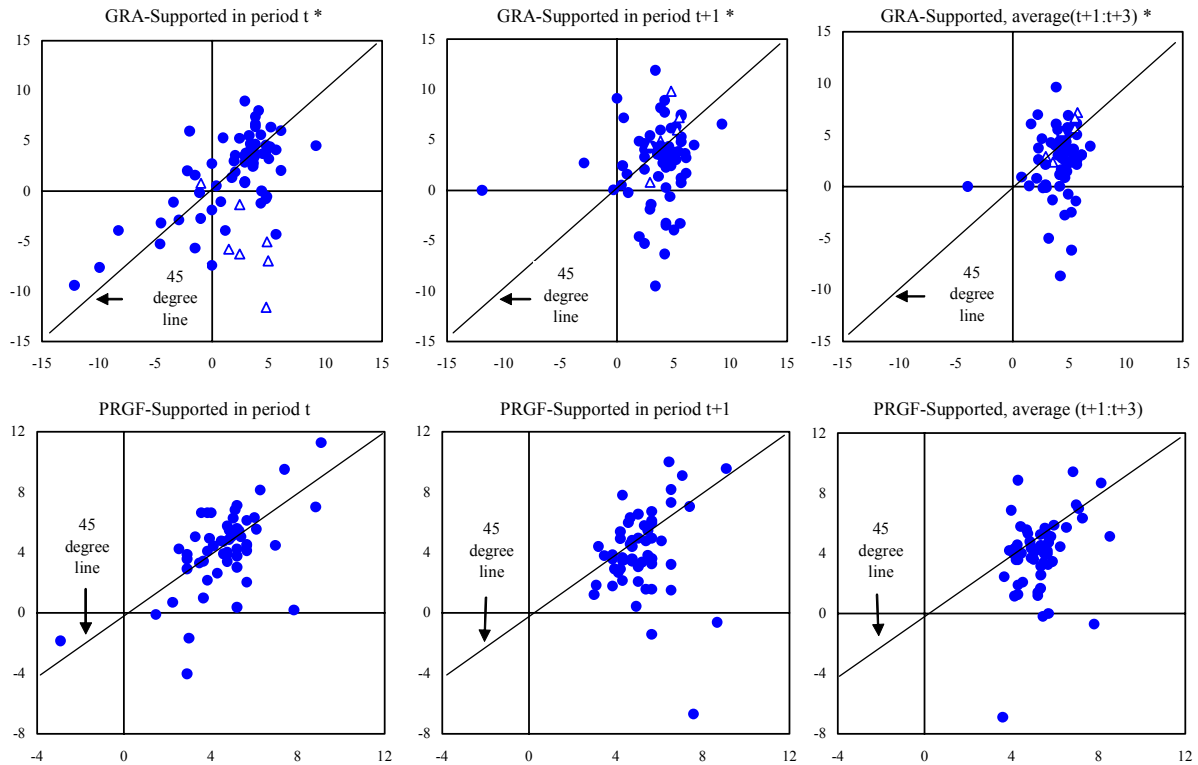 GRA-Supported in period t *
15
10
5
0
-5
-10
-15
-15 -10 -5 0 5 10 15
45
degree
line
GRA-Supported in period t+1 *
15
10
5
0
-5
-10
-15
-15 -10 -5 0 5 10 15
45
degree
line
GRA-Supported, average(t+1:t+3) *
15
10
5
0
-5
-10
-15
-15 -10 -5 0 5 10 15
45
degree
line
PRGF-Supported in period t
12
8
4
0
-4
-8
-4 0 4 8 12
45
degree
line
PRGF-Supported in period t+1
12
8
4
0
-4
-8
-4 0 4 8 12
45
degree
line
PRGF-Supported, average (t+1:t+3)
12
8
4
0
-4
-8
-4 0 4 8 12
45
degree
line